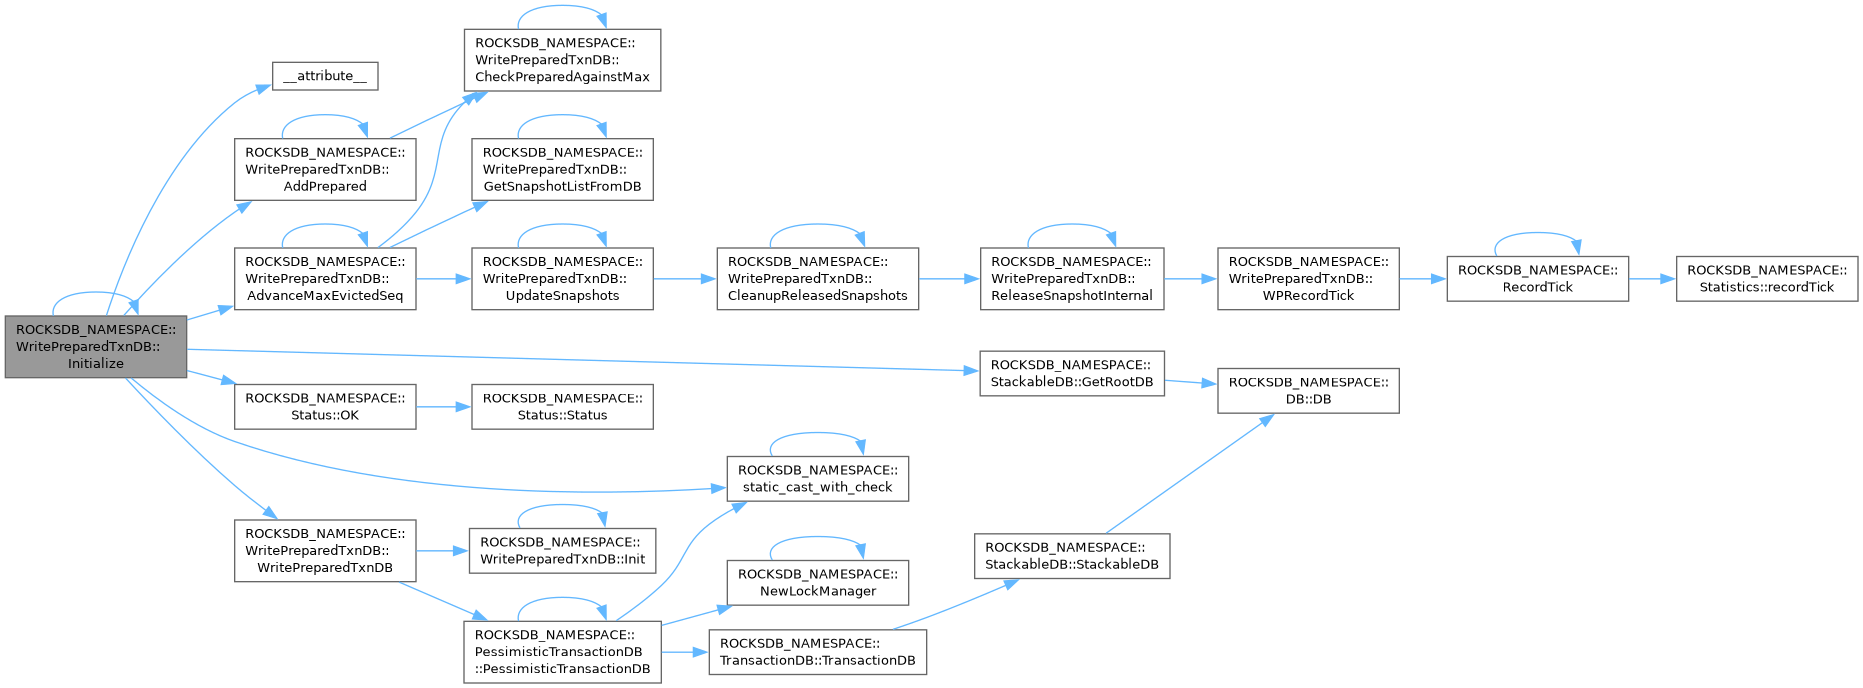 ROCKSDB_NAMESPACE::
WritePreparedTxnDB::
Initialize
__attribute__
ROCKSDB_NAMESPACE::
WritePreparedTxnDB::
AddPrepared
ROCKSDB_NAMESPACE::
WritePreparedTxnDB::
CheckPreparedAgainstMax
ROCKSDB_NAMESPACE::
WritePreparedTxnDB::
AdvanceMaxEvictedSeq
ROCKSDB_NAMESPACE::
WritePreparedTxnDB::
GetSnapshotListFromDB
ROCKSDB_NAMESPACE::
WritePreparedTxnDB::
UpdateSnapshots
ROCKSDB_NAMESPACE::
WritePreparedTxnDB::
CleanupReleasedSnapshots
ROCKSDB_NAMESPACE::
WritePreparedTxnDB::
ReleaseSnapshotInternal
ROCKSDB_NAMESPACE::
WritePreparedTxnDB::
WPRecordTick
ROCKSDB_NAMESPACE::
RecordTick
ROCKSDB_NAMESPACE::
Statistics::recordTick
ROCKSDB_NAMESPACE::
StackableDB::GetRootDB
ROCKSDB_NAMESPACE::
DB::DB
ROCKSDB_NAMESPACE::
Status::OK
ROCKSDB_NAMESPACE::
Status::Status
ROCKSDB_NAMESPACE::
static_cast_with_check
ROCKSDB_NAMESPACE::
WritePreparedTxnDB::
WritePreparedTxnDB
ROCKSDB_NAMESPACE::
WritePreparedTxnDB::Init
ROCKSDB_NAMESPACE::
PessimisticTransactionDB
::PessimisticTransactionDB
ROCKSDB_NAMESPACE::
NewLockManager
ROCKSDB_NAMESPACE::
TransactionDB::TransactionDB
ROCKSDB_NAMESPACE::
StackableDB::StackableDB